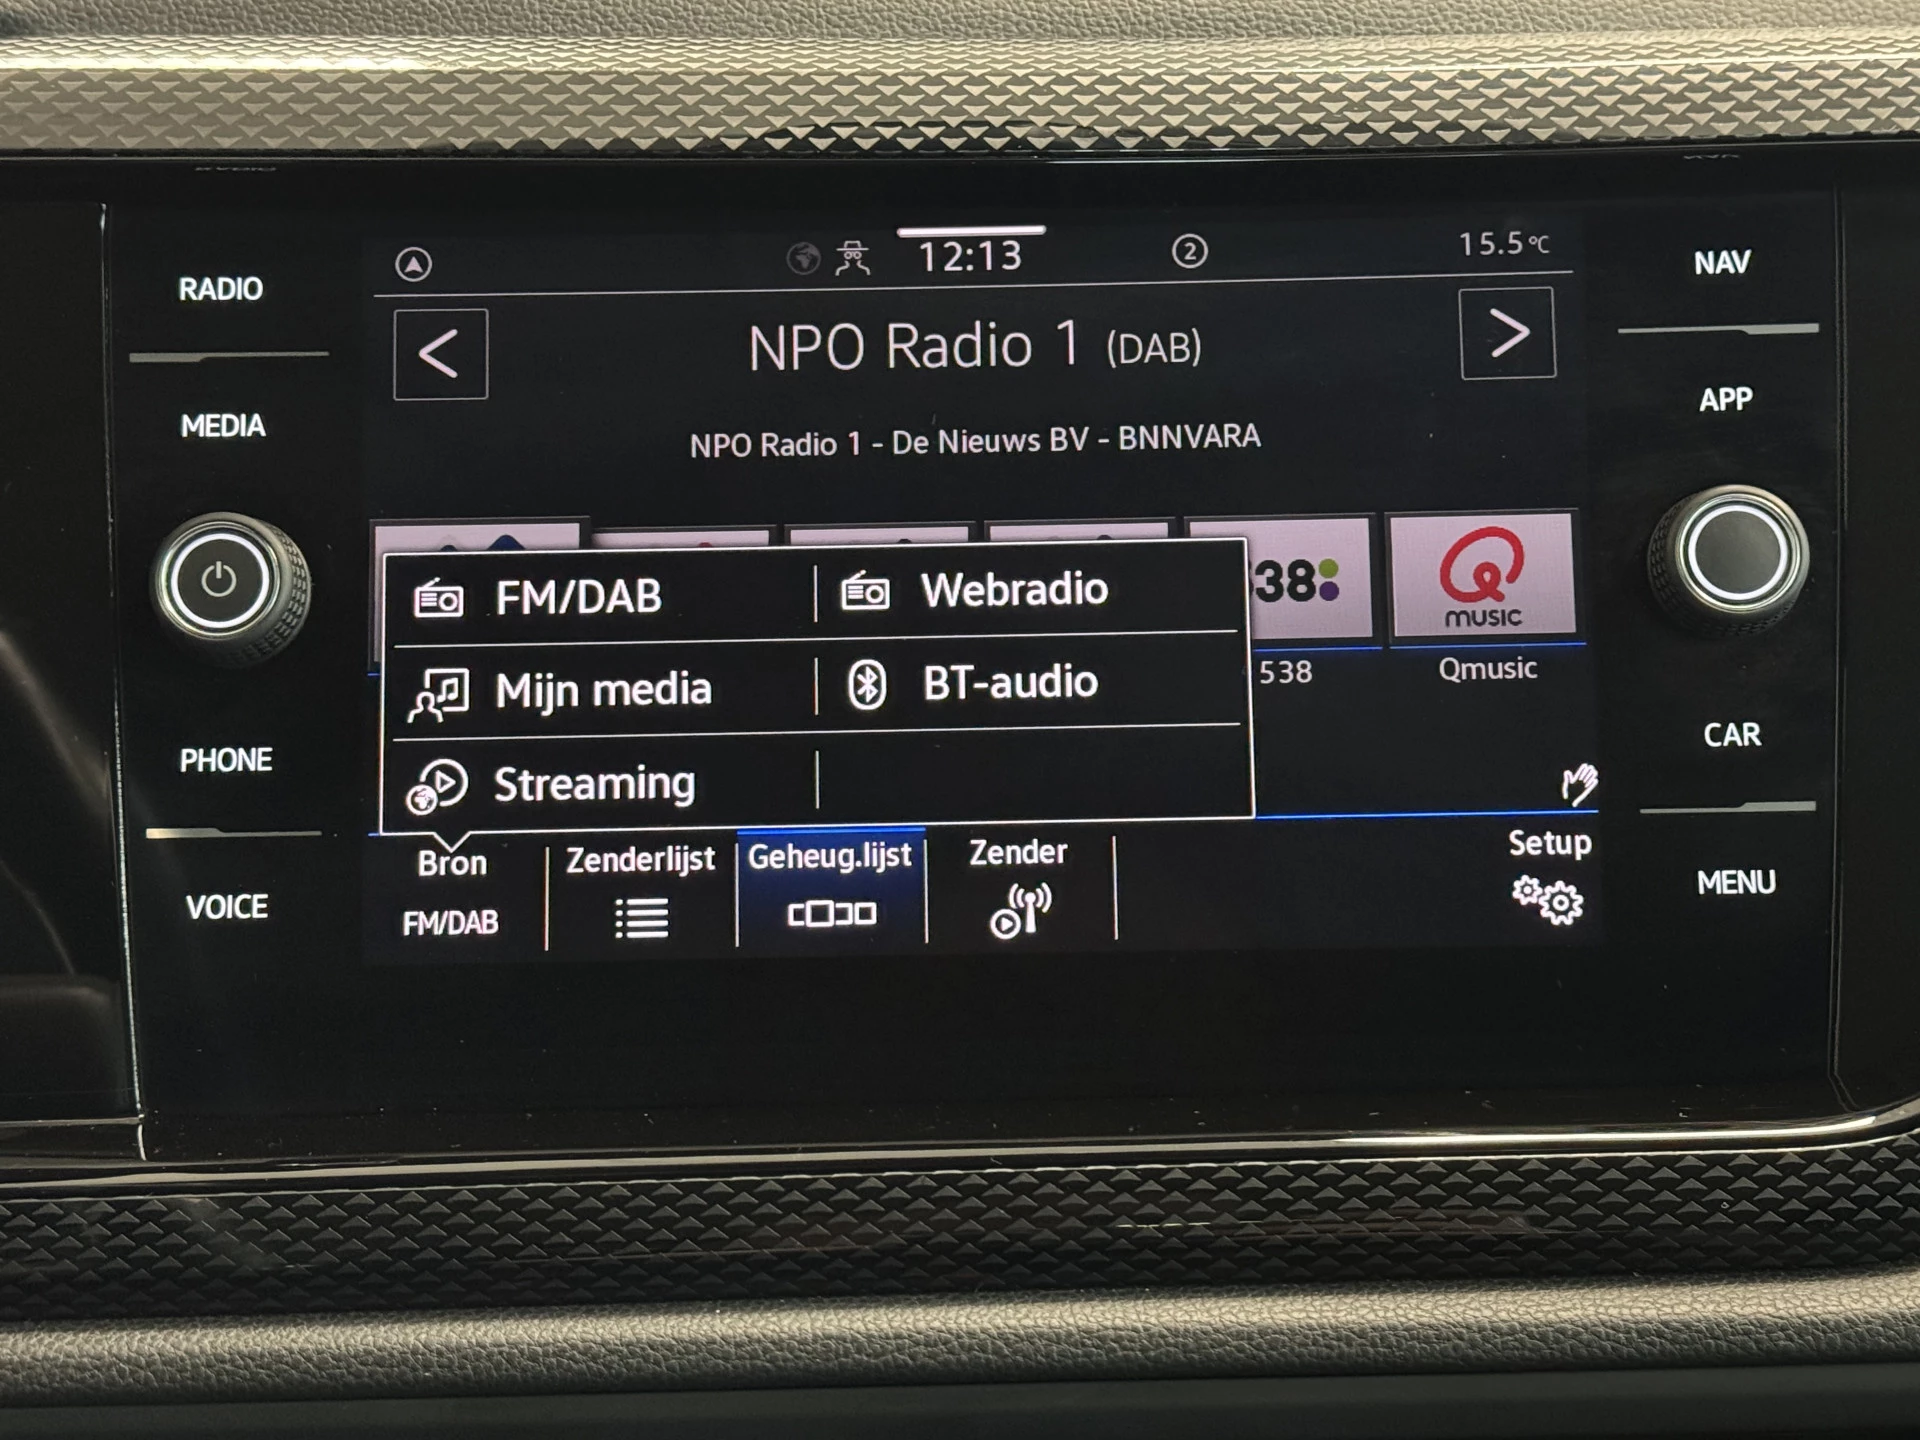 12:13
2
15.5°C
RADIO
NAV
NPO Radio 1 (DAB)
MEDIA
APP
NPO Radio 1 - De Nieuws BV - BNNVARA
FM/DAB
Webradio
38
MUSIC
Mijn media
BT-audio
538
Qmusic
PHONE
CAR
Streaming
Bron
FM/DAB
Zenderlijst
Geheug.lijst
Zender
Setup
VOICE
MENU